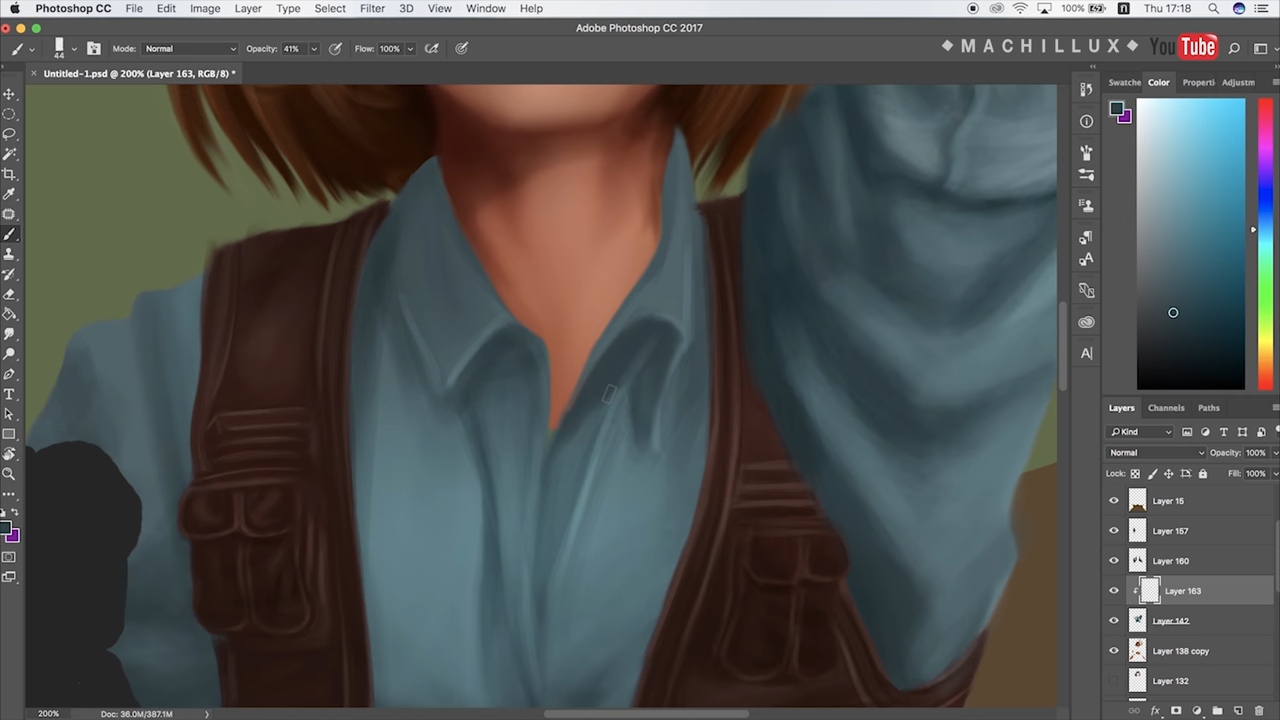 Photoshop CC File Edit Image Layer Type Select Filter 3D View Window Help 100% Thu 17:18
Adobe Photoshop CC 2017
44 Mode: Normal Opacity: 41% Flow: 100%
MACHILLUX YouTube
Untitled-1.psd @ 200% (Layer 163, RGB/8) *
Swatche Color Properti Adjustm
Layers Channels Paths
Kind
Normal Opacity: 100%
Lock: Fill: 100%
Layer 15
Layer 157
Layer 160
Layer 163
Layer 142
Layer 138 copy
Layer 132
200% Doc: 36.0M/387.1M